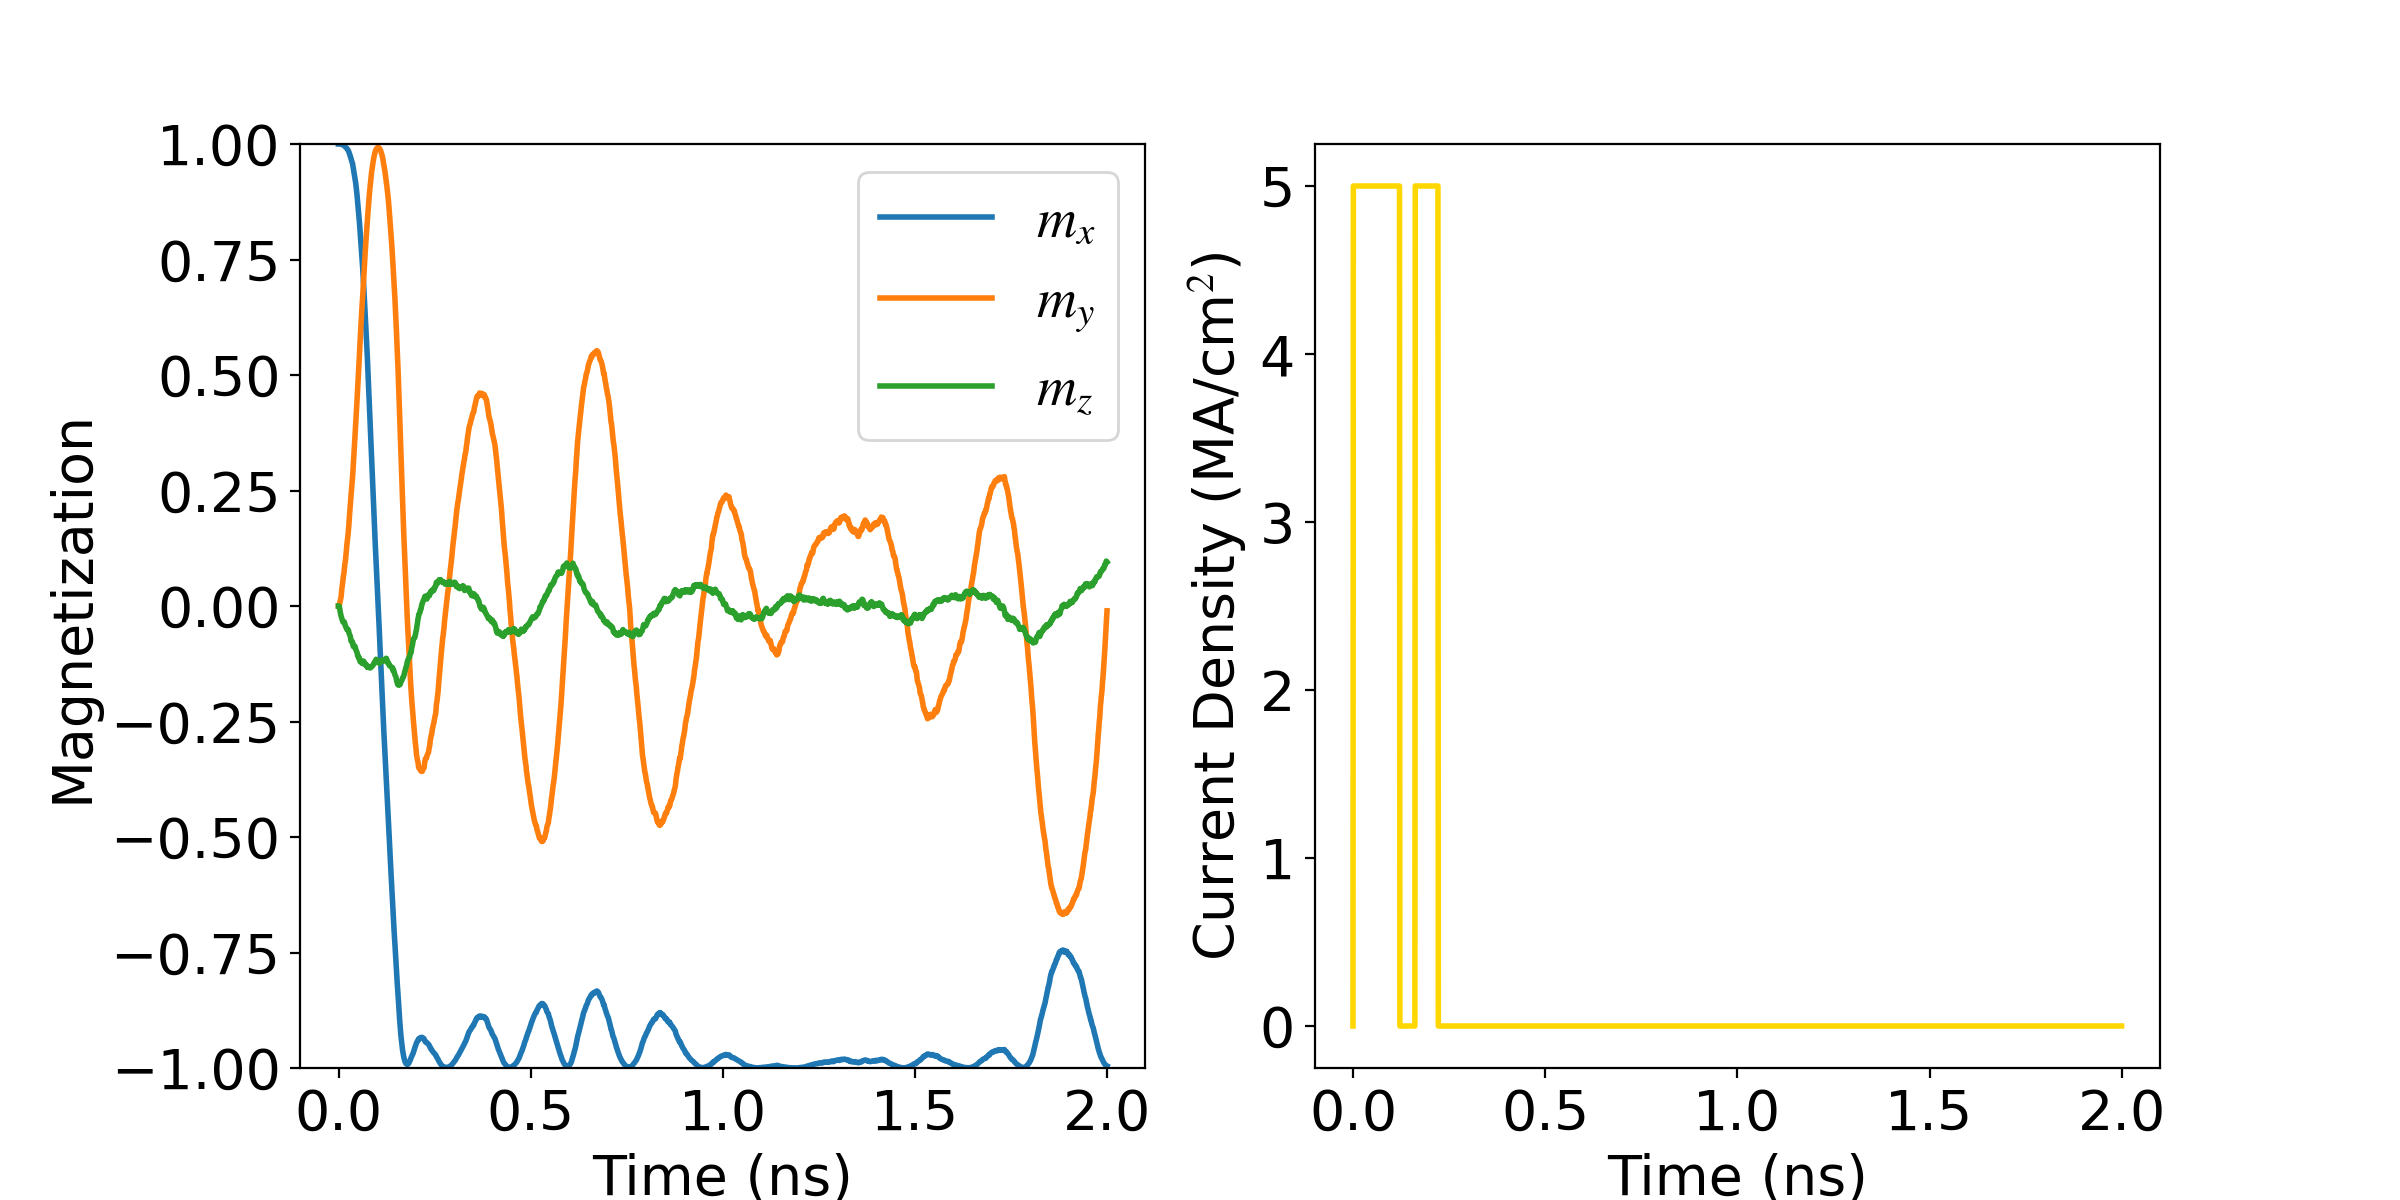 Magnetization
1.00
0.75
0.50
0.25
0.00
−0.25
−0.50
−0.75
−1.00
0.0 0.5 1.0 1.5 2.0
Time (ns)
m_x
m_y
m_z
Current Density (MA/cm²)
5
4
3
2
1
0
0.0 0.5 1.0 1.5 2.0
Time (ns)